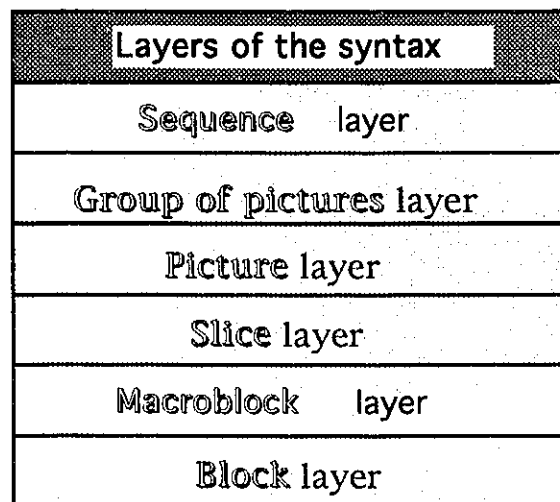 Layers of the syntax
Sequence layer
Group of pictures layer
Picture layer
Slice layer
Macroblock layer
Block layer